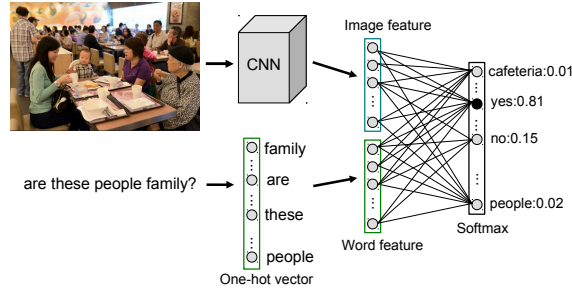 Image feature
CNN
cafeteria:0.01
yes:0.81
no:0.15
people:0.02
Softmax
are these people family?
family
are
these
people
One-hot vector
Word feature